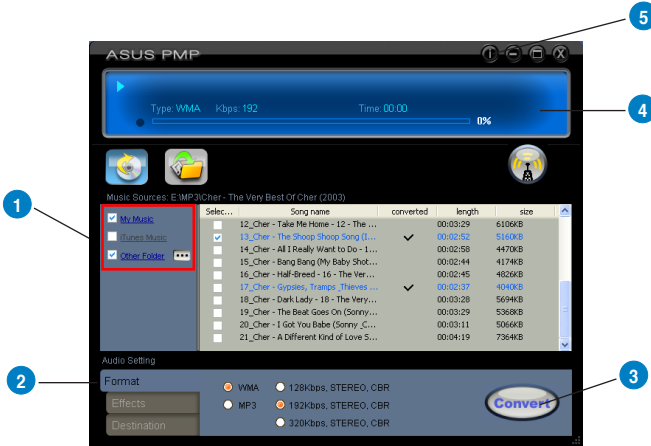 5
ASUS PMP
Type: WMA Kbps: 192 Time: 00:00
0%
4
Music Sources: E:\MP3\Cher - The Very Best Of Cher (2003)
1
My Music
iTunes Music
Other Folder
Selec... Song name converted length size
12_Cher - Take Me Home - 12 - The ... 00:03:29 6106KB
13_Cher - The Shoop Shoop Song (I... 00:02:52 5160KB
14_Cher - All I Really Want to Do - 1... 00:02:58 4470KB
15_Cher - Bang Bang (My Baby Shot... 00:02:44 4174KB
16_Cher - Half-Breed - 16 - The Ver... 00:02:45 4826KB
17_Cher - Gypsies, Tramps _Thieves ... 00:02:37 4040KB
18_Cher - Dark Lady - 18 - The Very... 00:03:28 5694KB
19_Cher - The Beat Goes On (Sonny... 00:03:29 5368KB
20_Cher - I Got You Babe (Sonny _C... 00:03:11 5066KB
21_Cher - A Different Kind of Love S... 00:04:19 7364KB
Audio Setting
2
Format
Effects
Destination
WMA
MP3
128Kbps, STEREO, CBR
192Kbps, STEREO, CBR
320Kbps, STEREO, CBR
Convert
3